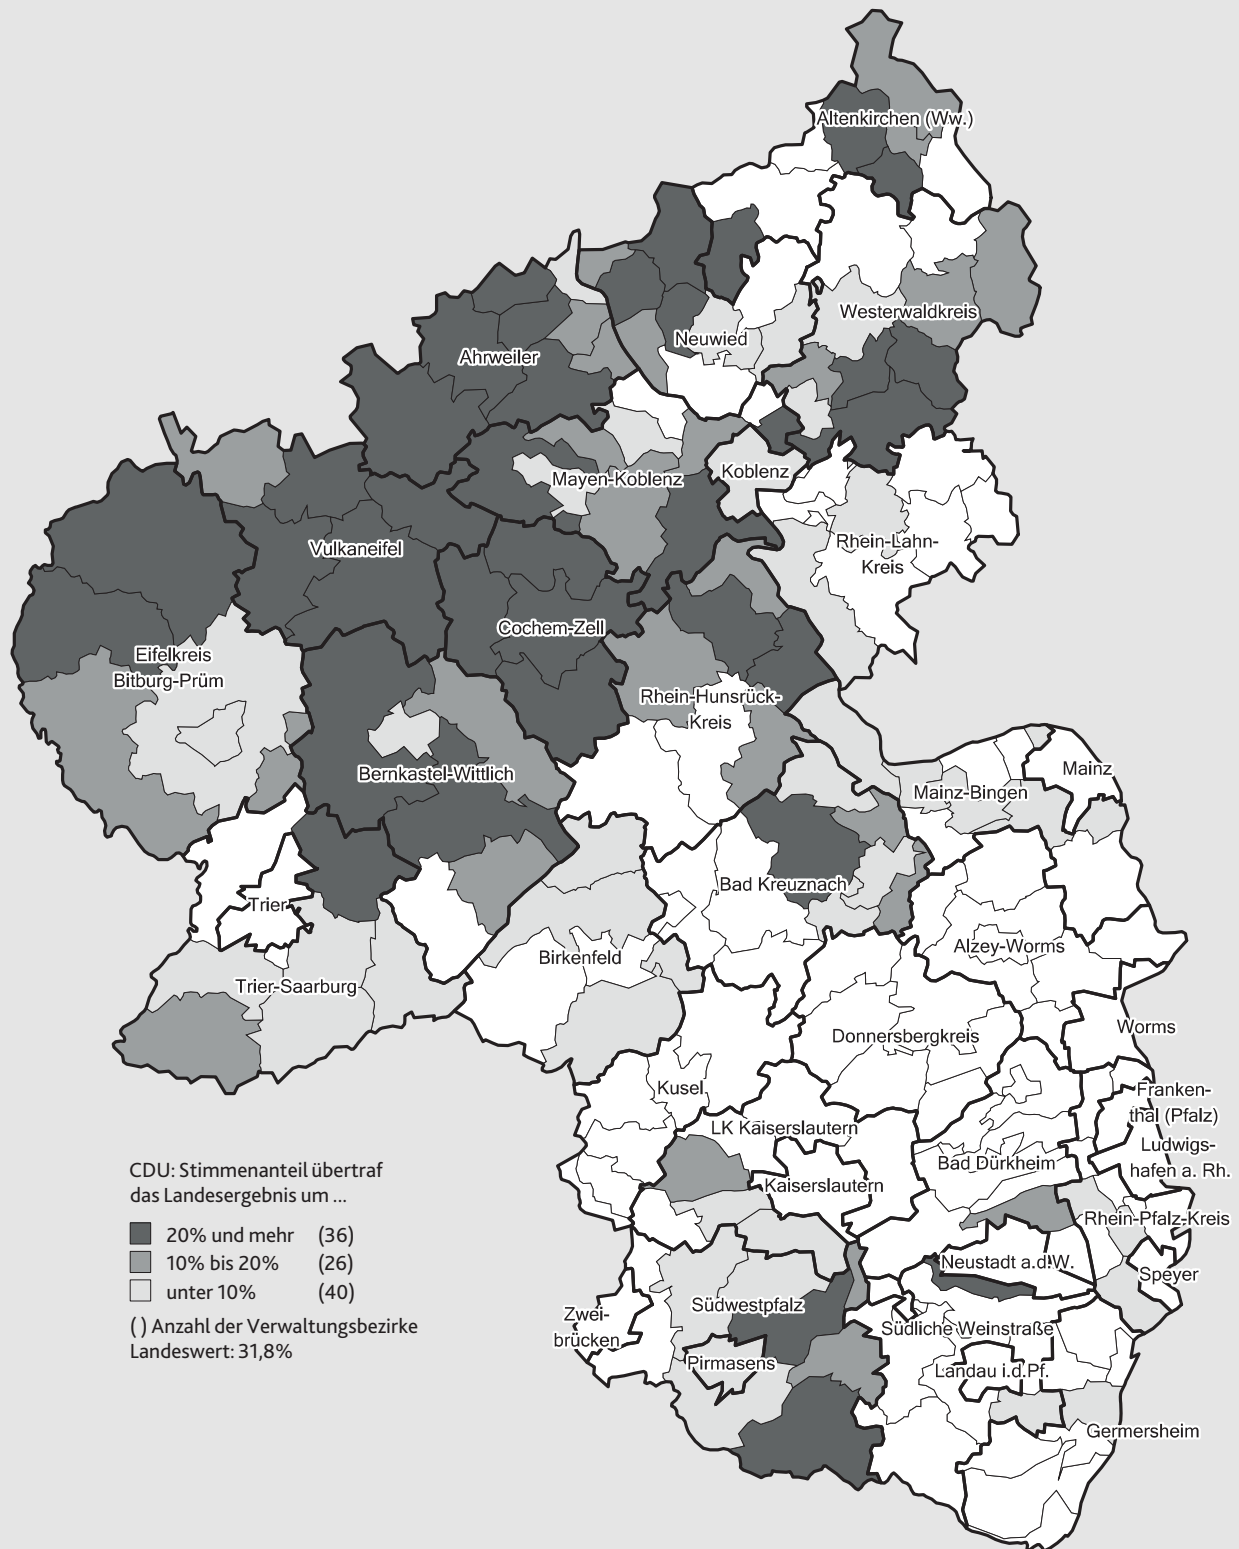 Altenkirchen (Ww.)
Westerwaldkreis
Neuwied
Ahrweiler
Koblenz
Mayen-Koblenz
Rhein-Lahn-
Kreis
Vulkaneifel
Cochem-Zell
Eifelkreis
Bitburg-Prüm
Rhein-Hunsrück-
Kreis
Bernkastel-Wittlich
Mainz
Mainz-Bingen
Bad Kreuznach
Trier
Alzey-Worms
Birkenfeld
Trier-Saarburg
Worms
Donnersbergkreis
Kusel
Franken-
thal (Pfalz)
LK Kaiserslautern
Ludwigs-
hafen a. Rh.
Bad Dürkheim
Kaiserslautern
Rhein-Pfalz-Kreis
Neustadt a.d.W.
Speyer
Südwestpfalz
Zwei-
brücken
Südliche Weinstraße
Pirmasens
Landau i.d.Pf.
Germersheim
CDU: Stimmenanteil übertraf
das Landesergebnis um ...
20% und mehr (36)
10% bis 20% (26)
unter 10% (40)
( ) Anzahl der Verwaltungsbezirke
Landeswert: 31,8%